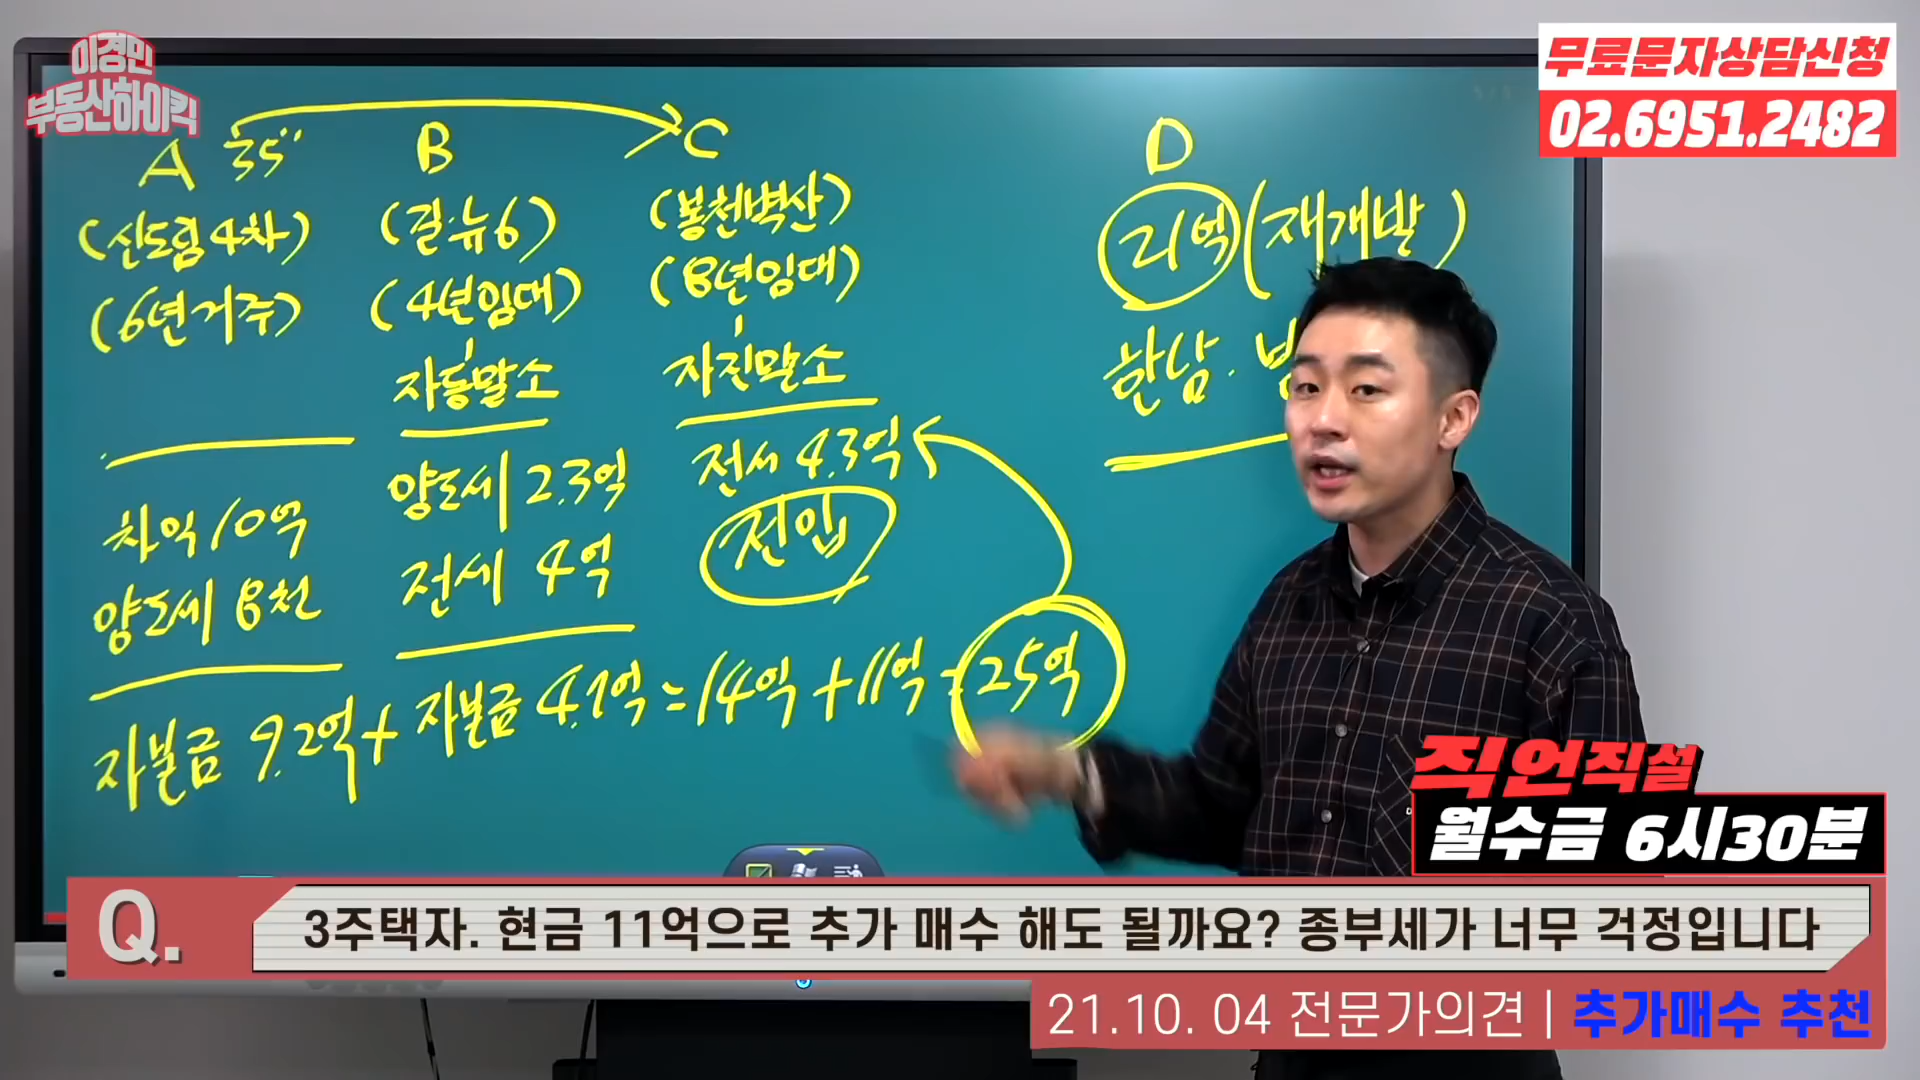 이경민
부동산하이킥
무료문자상담신청
02.6951.2482
A 35"
B
C
D
(신도림4차)
(길·뉴6)
(봉천벽산)
21억 (재개발)
(6년거주)
(4년임대)
(8년임대)
한남.
자동말소
자진말소
차익 10억
양도세 2.3억
전세 4.3억
양도세 8천
전세 4억
전입
자본금 9.2억 + 자본금 4.7억 = 14억 + 11억 = 25억
직언직설
월수금 6시30분
Q.
3주택자. 현금 11억으로 추가 매수 해도 될까요? 종부세가 너무 걱정입니다
21.10. 04 전문가의견 | 추가매수 추천